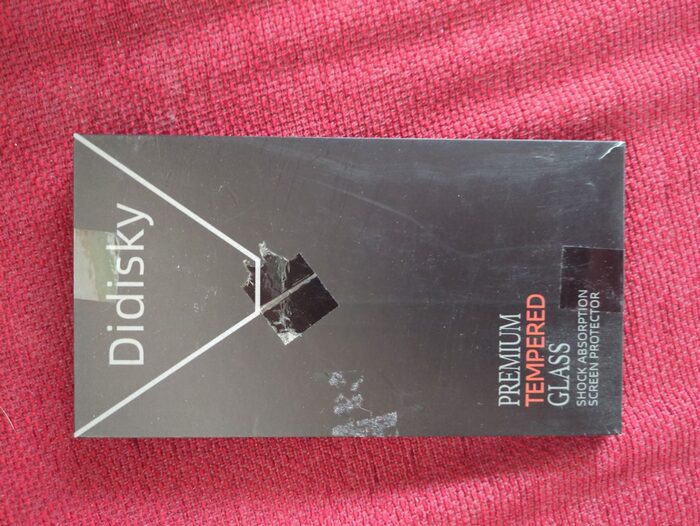 Didisky
PREMIUM
TEMPERED
GLASS
SHOCK ABSORPTION
SCREEN PROTECTOR